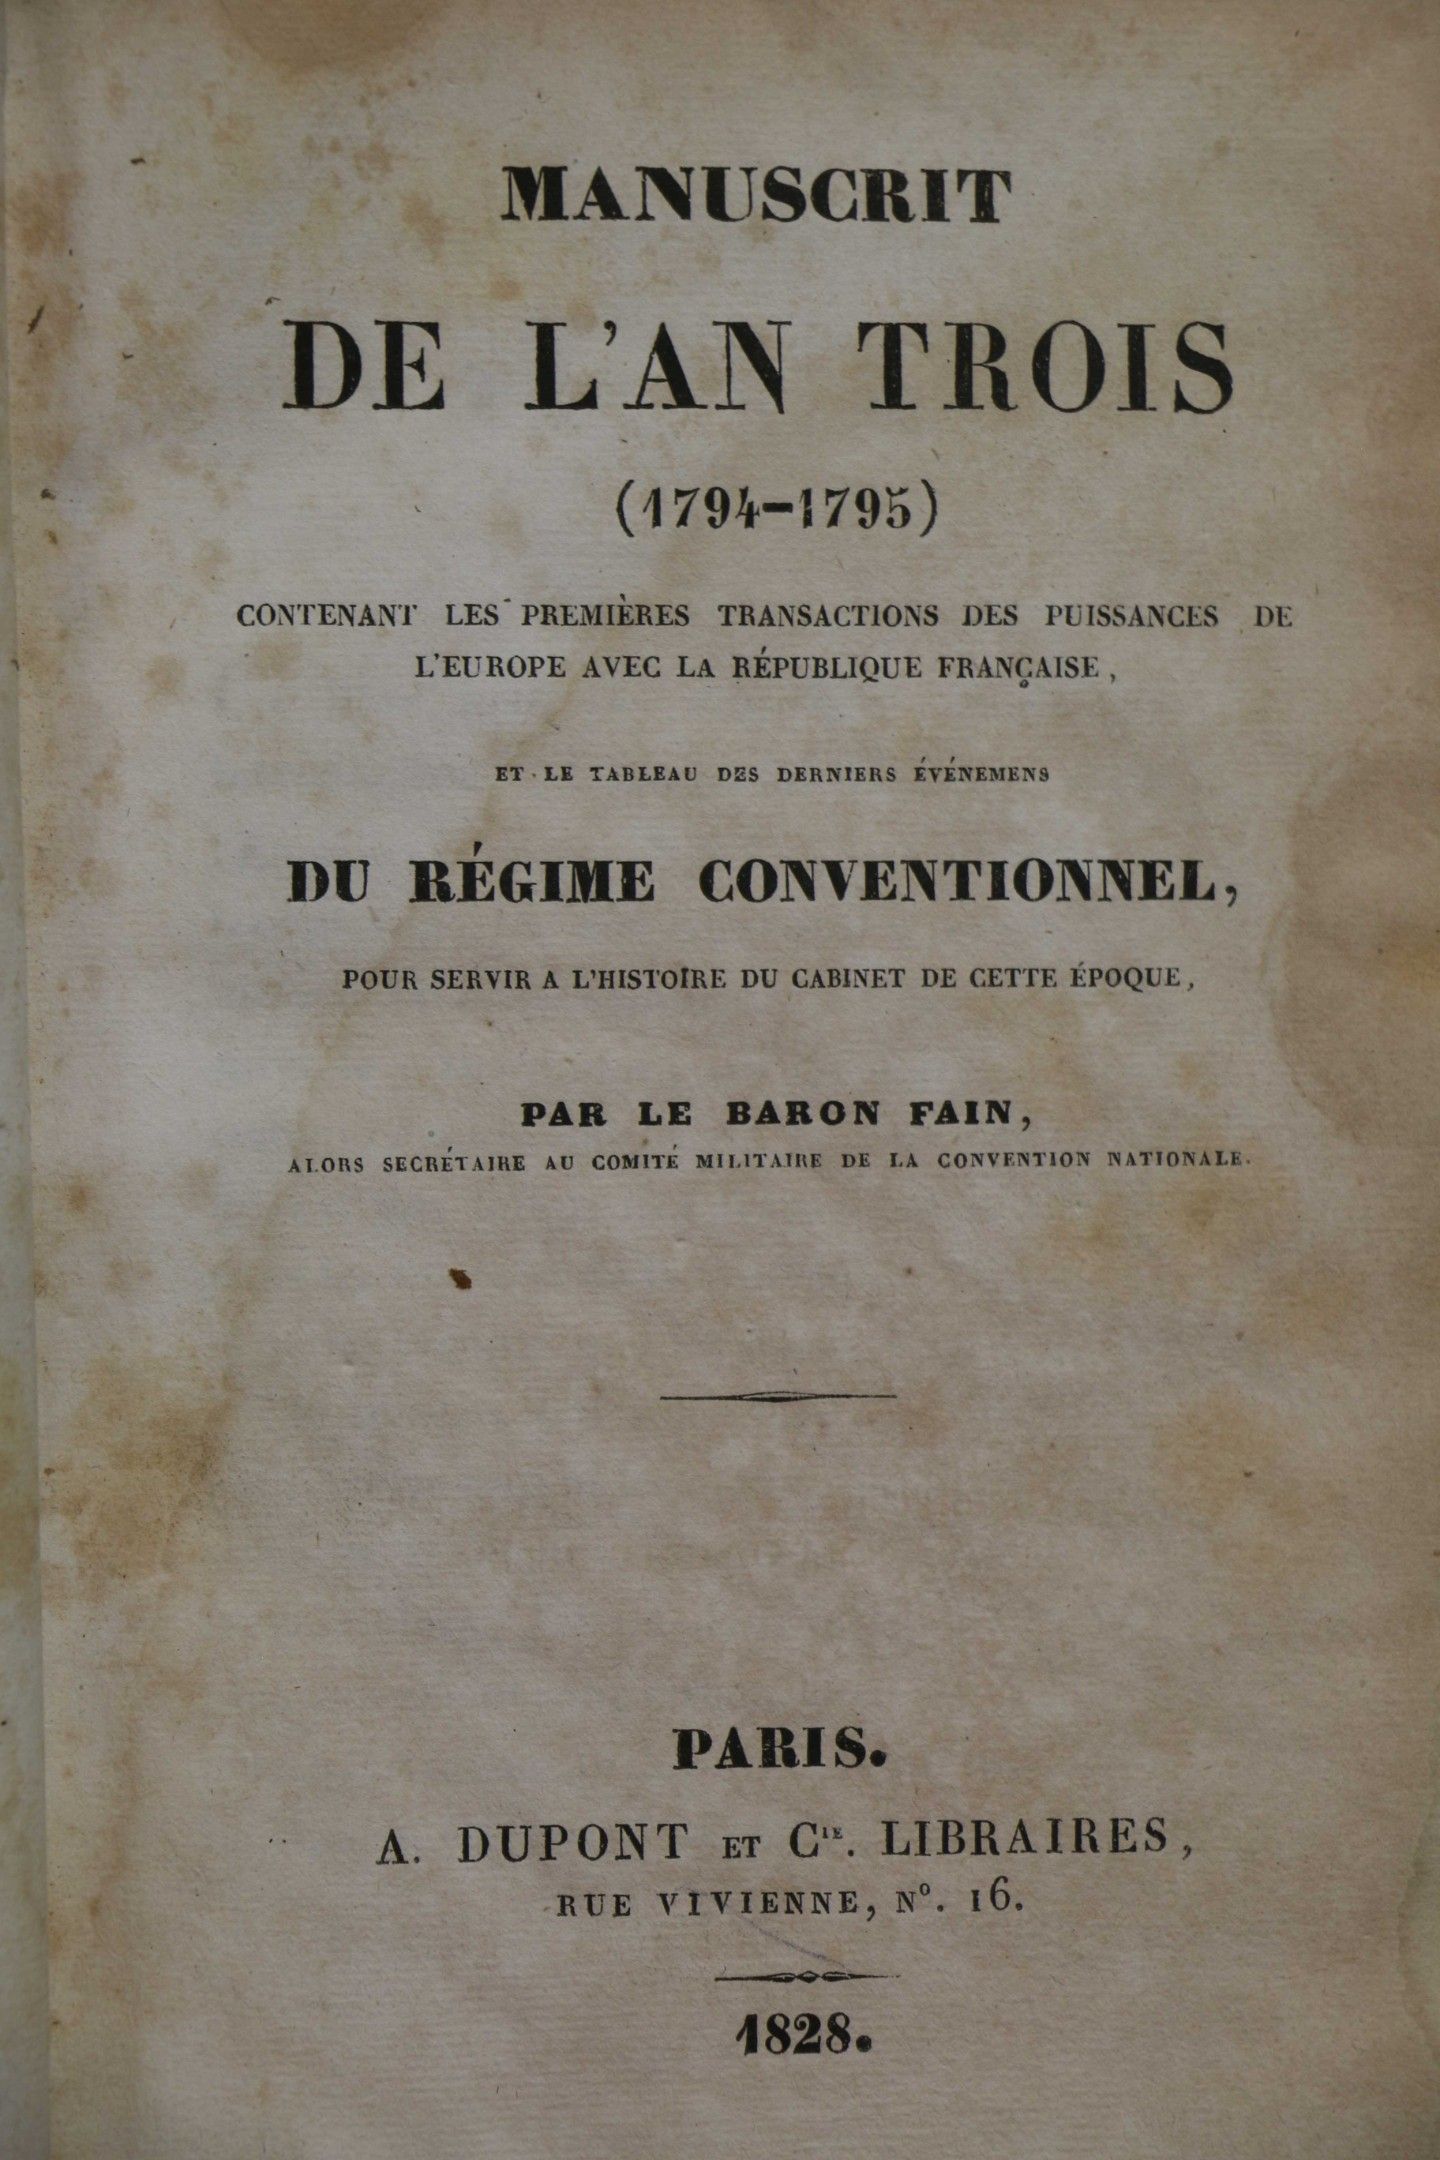 MANUSCRIT
DE L'AN TROIS
(1794-1795)
CONTENANT LES PREMIÈRES TRANSACTIONS DES PUISSANCES DE
L'EUROPE AVEC LA RÉPUBLIQUE FRANÇAISE,
ET LE TABLEAU DES DERNIERS ÉVÉNEMENS
DU RÉGIME CONVENTIONNEL,
POUR SERVIR A L'HISTOIRE DU CABINET DE CETTE ÉPOQUE,
PAR LE BARON FAIN,
ALORS SECRÉTAIRE AU COMITÉ MILITAIRE DE LA CONVENTION NATIONALE.
PARIS.
A. DUPONT ET Cie. LIBRAIRES,
RUE VIVIENNE, No. 16.
1828.